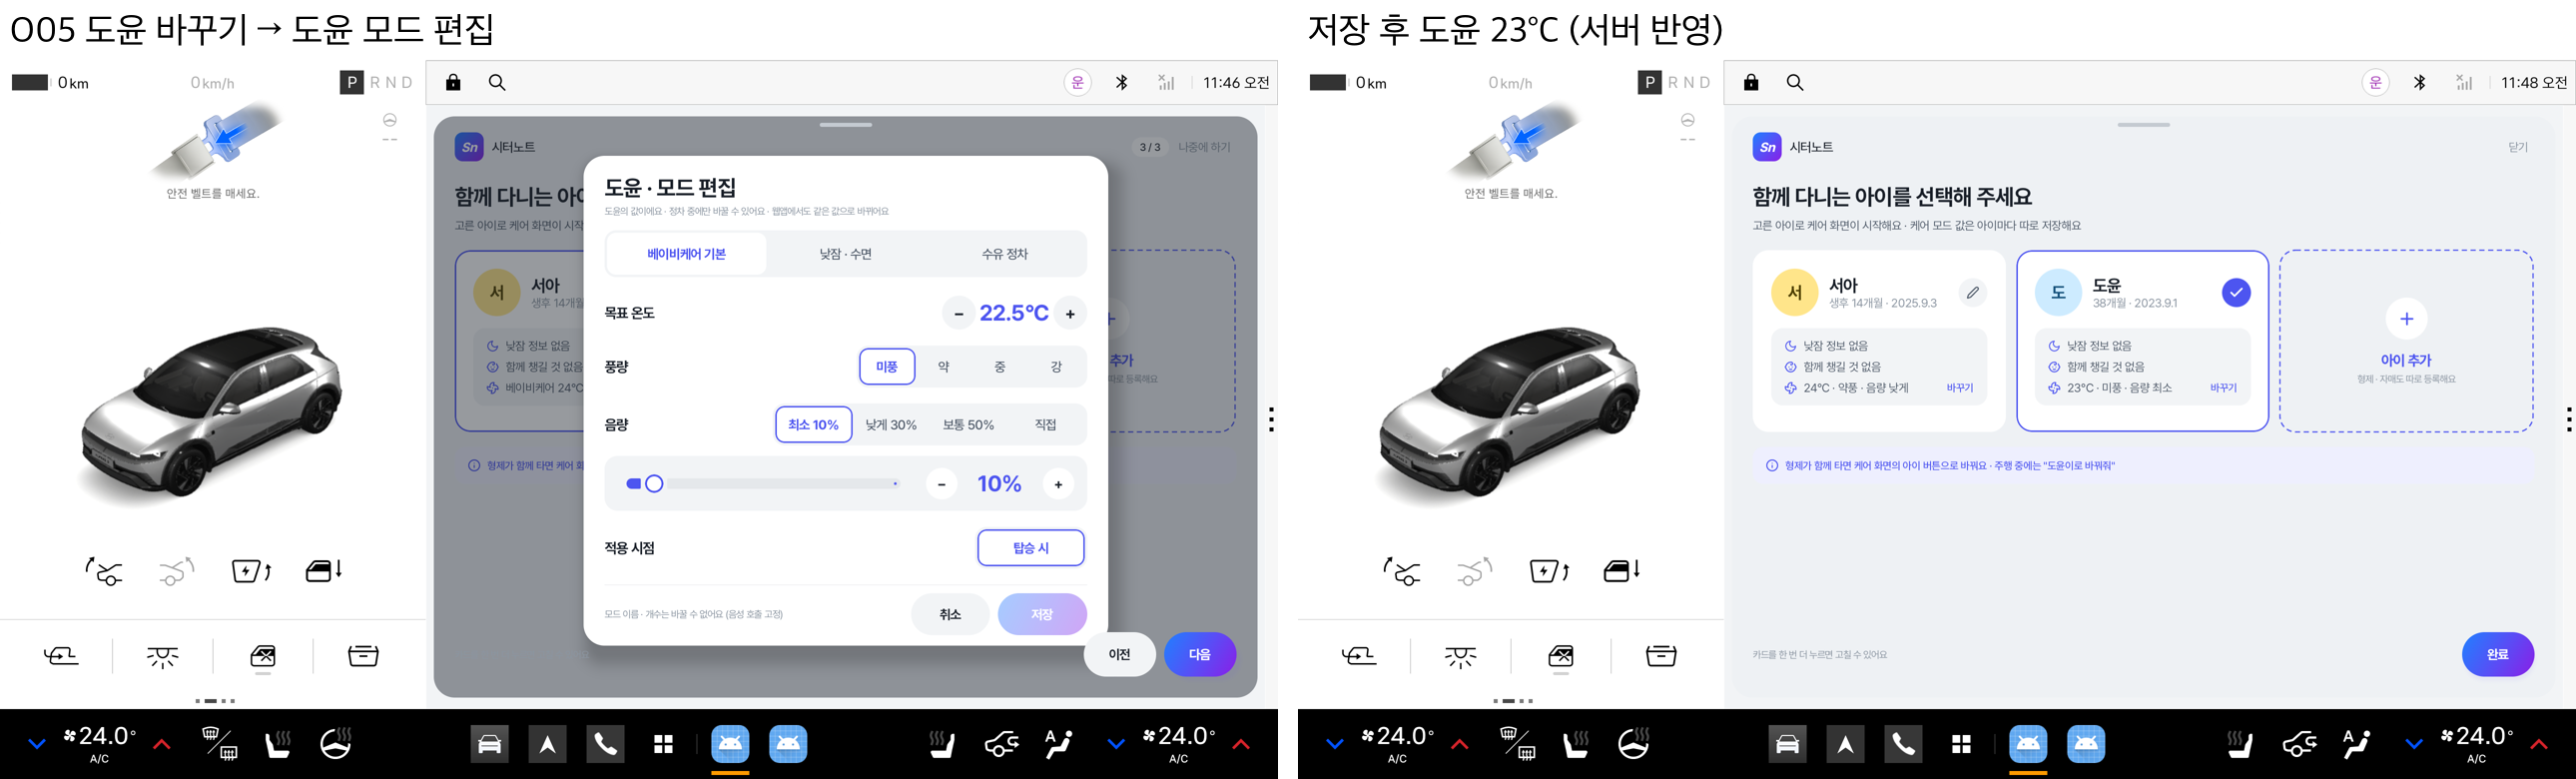 O05 도윤 바꾸기 → 도윤 모드 편집
0 km
0 km/h
P R N D
운
11:46 오전
안전 벨트를 매세요.
Sn 시터노트
3 / 3 나중에 하기
함께 다니는 아이
고른 아이로 케어 화면이 시작
서 서아
생후 14개월
낮잠 정보 없음
함께 챙길 것 없음
베이비케어 24°C
추가
따로 등록해요
형제가 함께 타면 케어 화
도윤 · 모드 편집
도윤의 값이에요 · 정차 중에만 바꿀 수 있어요 · 웹앱에서도 같은 값으로 바뀌어요
베이비케어 기본 낮잠 · 수면 수유 정차
목표 온도 − 22.5°C +
풍량 미풍 약 중 강
음량 최소 10% 낮게 30% 보통 50% 직접
− 10% +
적용 시점 탑승 시
모드 이름 · 개수는 바꿀 수 없어요 (음성 호출 고정) 취소 저장
이전 다음
24.0°
A/C
A
24.0°
A/C
저장 후 도윤 23°C (서버 반영)
0 km
0 km/h
P R N D
운
11:48 오전
안전 벨트를 매세요.
Sn 시터노트
닫기
함께 다니는 아이를 선택해 주세요
고른 아이로 케어 화면이 시작해요 · 케어 모드 값은 아이마다 따로 저장해요
서 서아
생후 14개월 · 2025.9.3
낮잠 정보 없음
함께 챙길 것 없음
24°C · 약풍 · 음량 낮게 바꾸기
도 도윤
38개월 · 2023.9.1
낮잠 정보 없음
함께 챙길 것 없음
23°C · 미풍 · 음량 최소 바꾸기
아이 추가
형제 · 자매도 따로 등록해요
형제가 함께 타면 케어 화면의 아이 버튼으로 바꿔요 · 주행 중에는 "도윤이로 바꿔줘"
카드를 한 번 더 누르면 고칠 수 있어요
완료
24.0°
A/C
A
24.0°
A/C